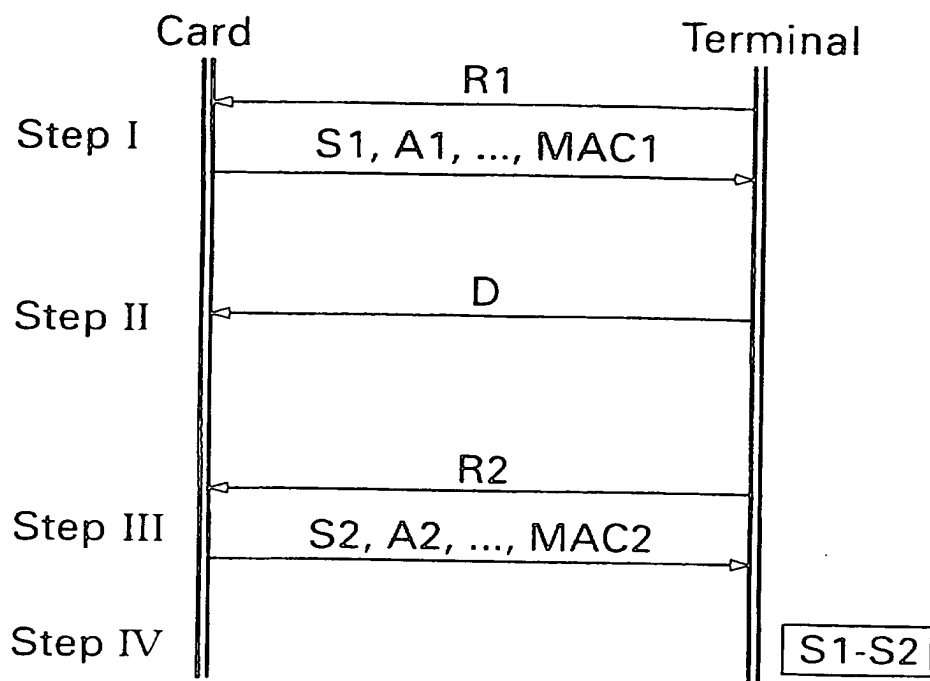 Card
Terminal
R1
Step I
S1, A1, ..., MAC1
D
Step II
R2
Step III
S2, A2, ..., MAC2
Step IV
S1-S2